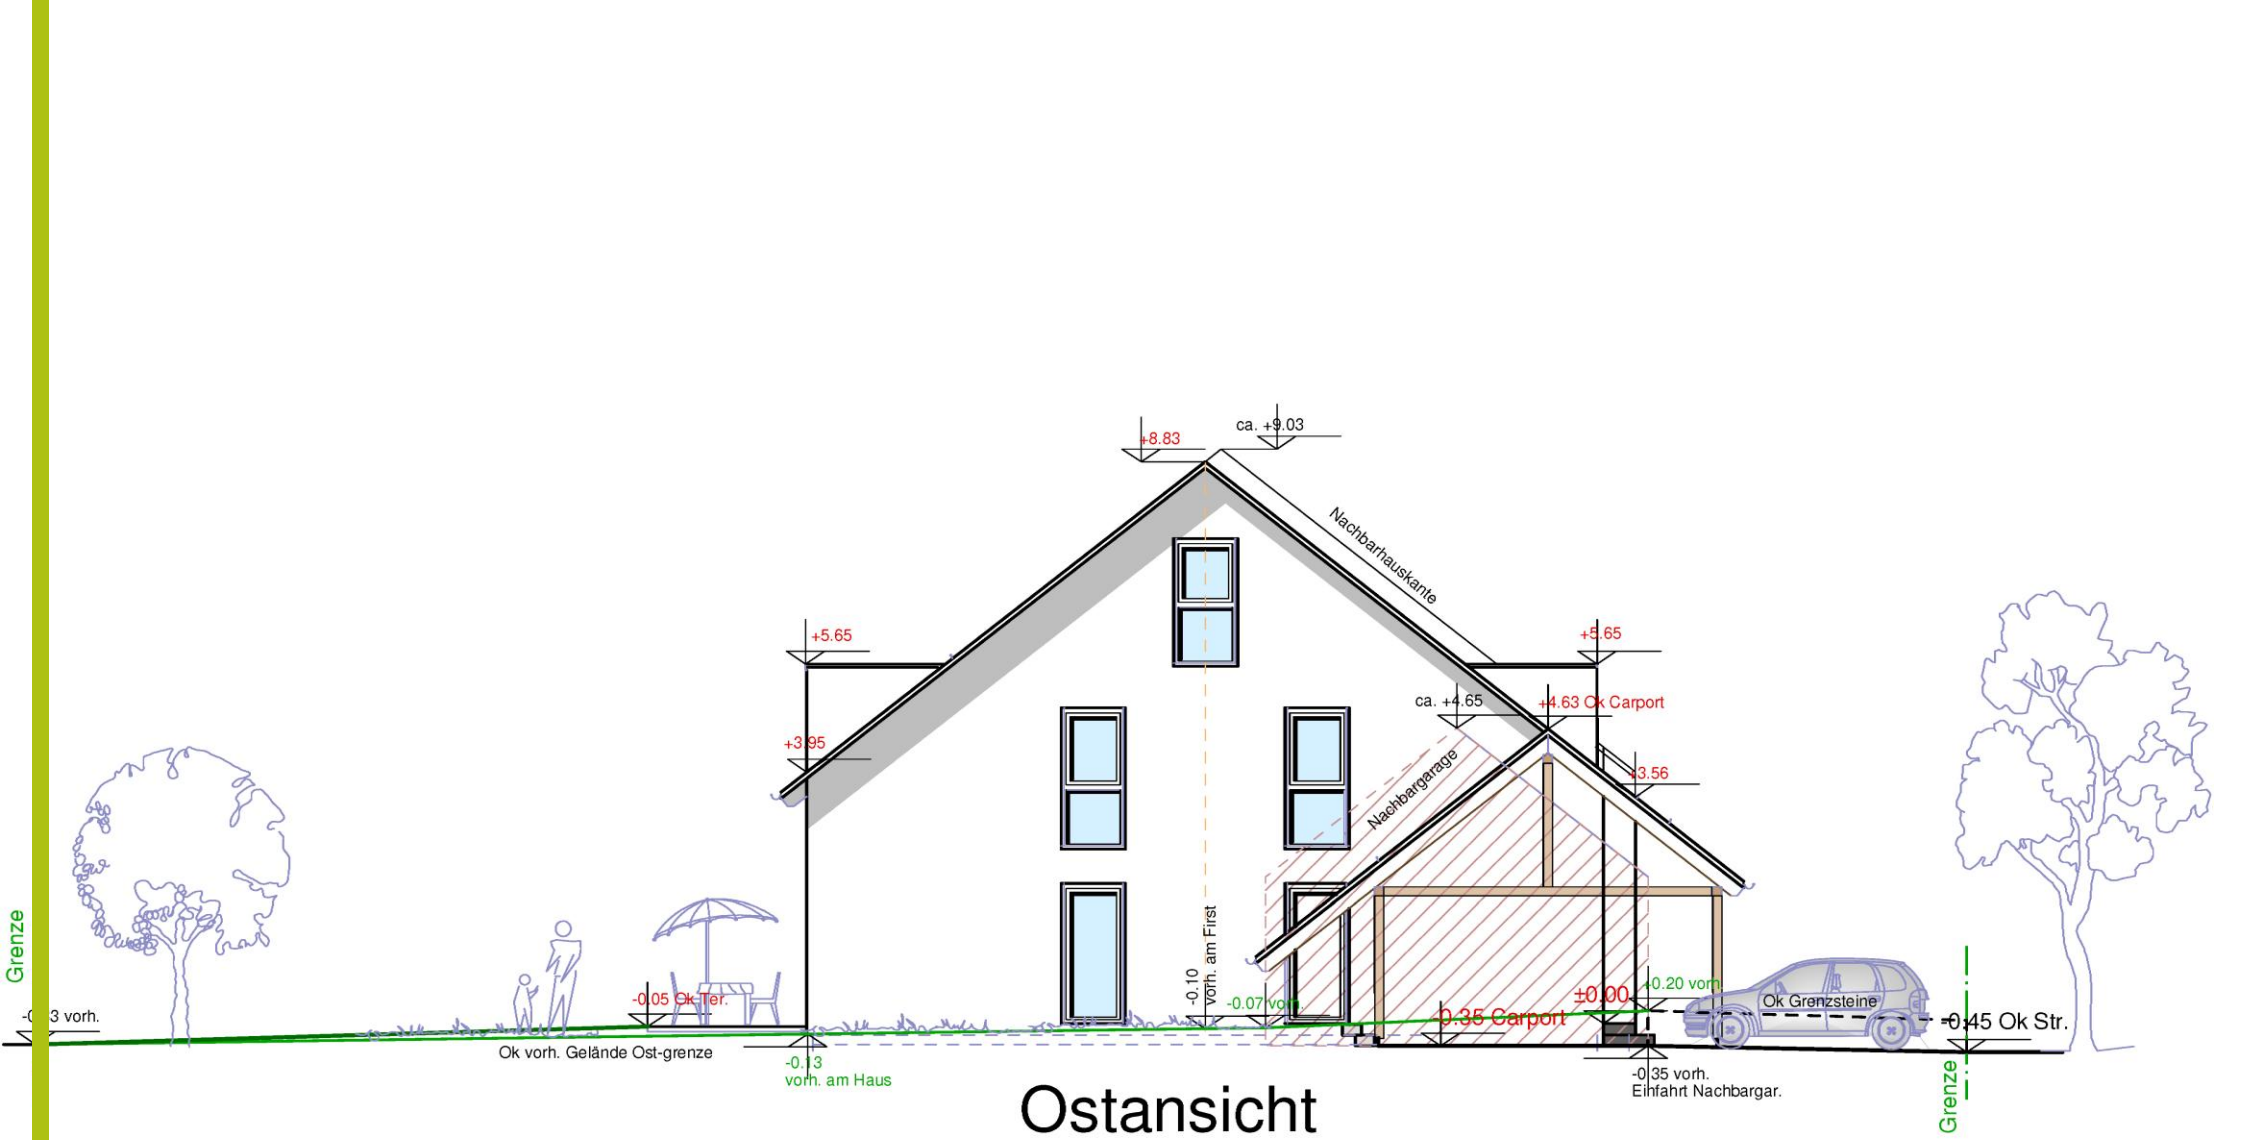 ca. +9.03
+8.83
Nachbarhauskante
+5.65
+5.65
ca. +4.65
+4.63 Ok Carport
+3.95
Nachbargarage
+3.56
Grenze
-0.10
vorh. am First
-0.05 Ok Ter.
-0.07 vorh.
±0.00
+0.20 vorh.
Ok Grenzsteine
vorh.
-0.35 Carport
-0.45 Ok Str.
Ok vorh. Gelände Ost-grenze
-0.13
vorh. am Haus
-0.35 vorh.
Einfahrt Nachbargar.
Grenze
Ostansicht